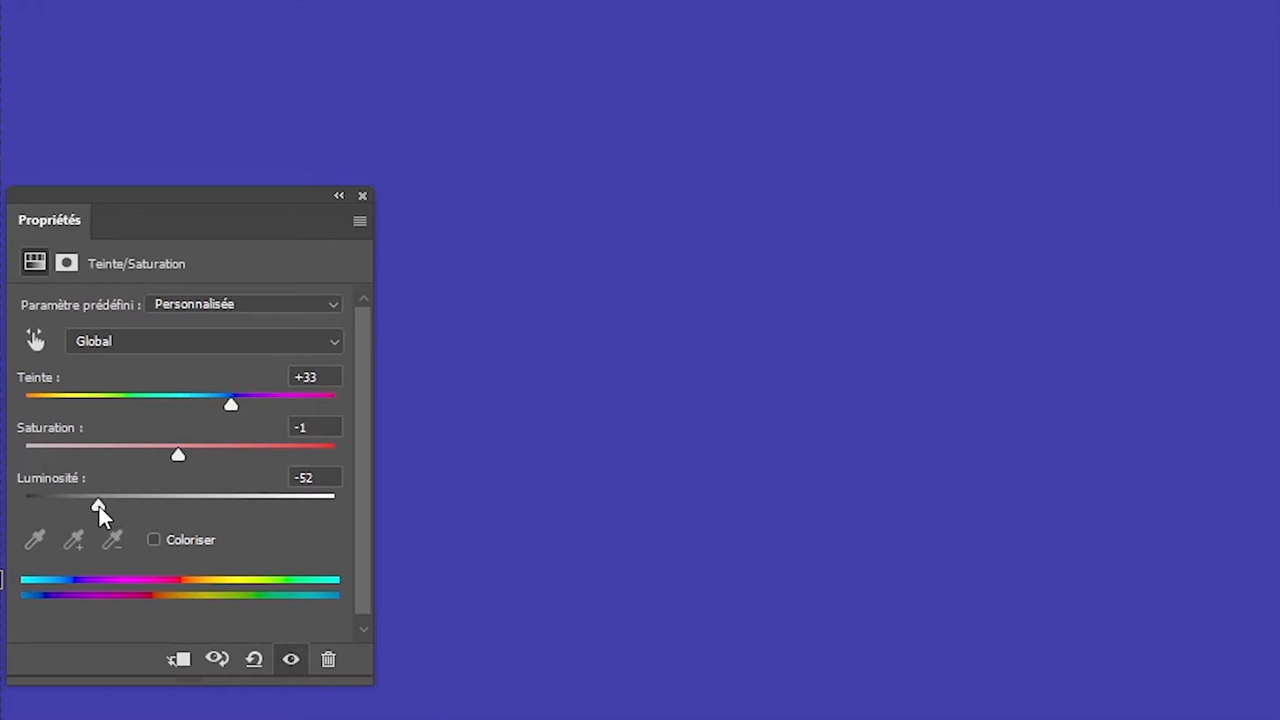 Propriétés
Teinte/Saturation
Paramètre prédéfini : Personnalisée
Global
Teinte : +33
Saturation : -1
Luminosité : -52
Coloriser